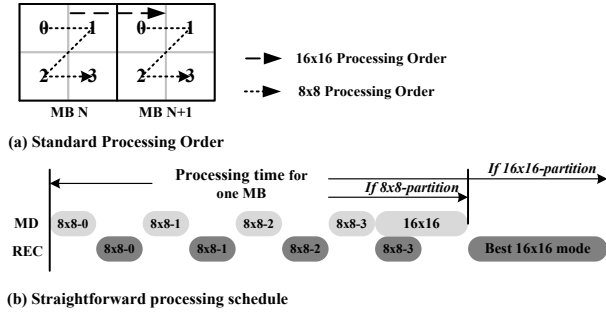 0 1 0 1
16x16 Processing Order
2 3 2 3
8x8 Processing Order
MB N MB N+1
(a) Standard Processing Order
If 16x16-partition
Processing time for
one MB
If 8x8-partition
MD 8x8-0 8x8-1 8x8-2 8x8-3 16x16
REC 8x8-0 8x8-1 8x8-2 8x8-3 Best 16x16 mode
(b) Straightforward processing schedule